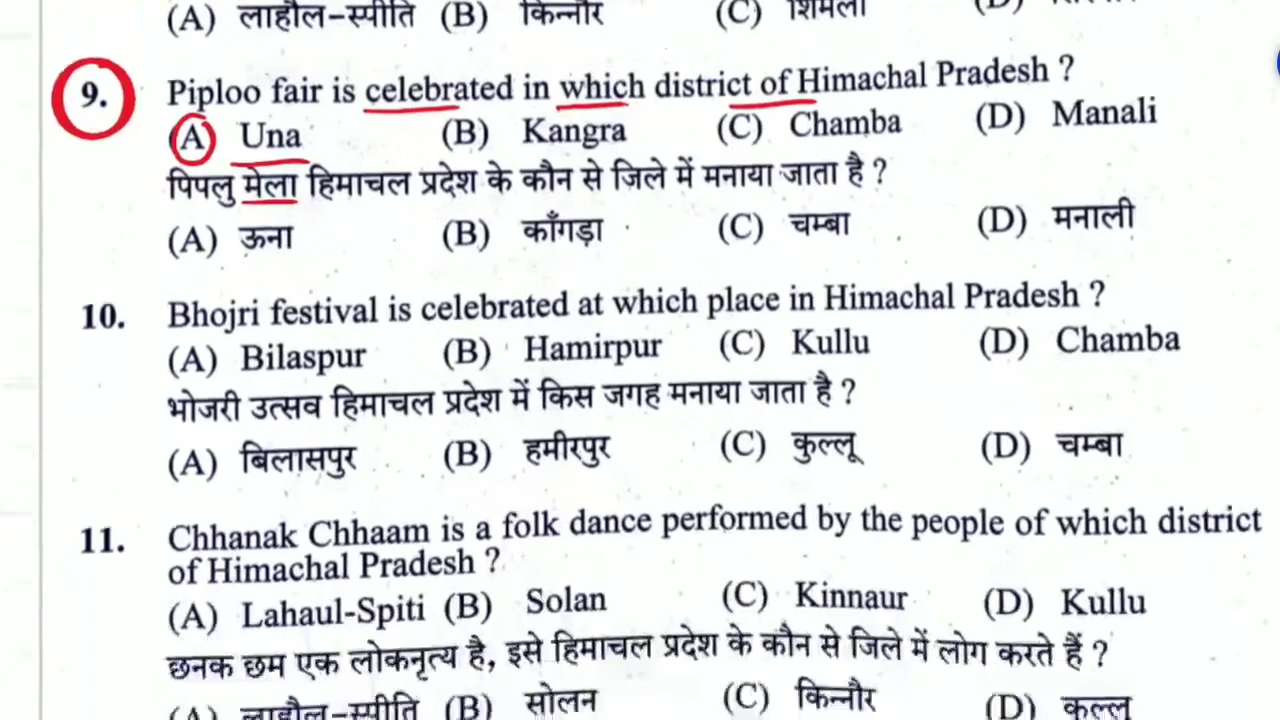 (A) लाहौल-स्पीति (B) किन्नौर (C) शिमला (D)
9. Piploo fair is celebrated in which district of Himachal Pradesh ?
(A) Una (B) Kangra (C) Chamba (D) Manali
पिपलु मेला हिमाचल प्रदेश के कौन से जिले में मनाया जाता है ?
(A) ऊना (B) काँगड़ा (C) चम्बा (D) मनाली
10. Bhojri festival is celebrated at which place in Himachal Pradesh ?
(A) Bilaspur (B) Hamirpur (C) Kullu (D) Chamba
भोजरी उत्सव हिमाचल प्रदेश में किस जगह मनाया जाता है ?
(A) बिलासपुर (B) हमीरपुर (C) कुल्लू (D) चम्बा
11. Chhanak Chhaam is a folk dance performed by the people of which district
of Himachal Pradesh ?
(A) Lahaul-Spiti (B) Solan (C) Kinnaur (D) Kullu
छनक छम एक लोकनृत्य है, इसे हिमाचल प्रदेश के कौन से जिले में लोग करते हैं ?
(A) लाहौल-स्पीति (B) सोलन (C) किन्नौर (D) कुल्लू